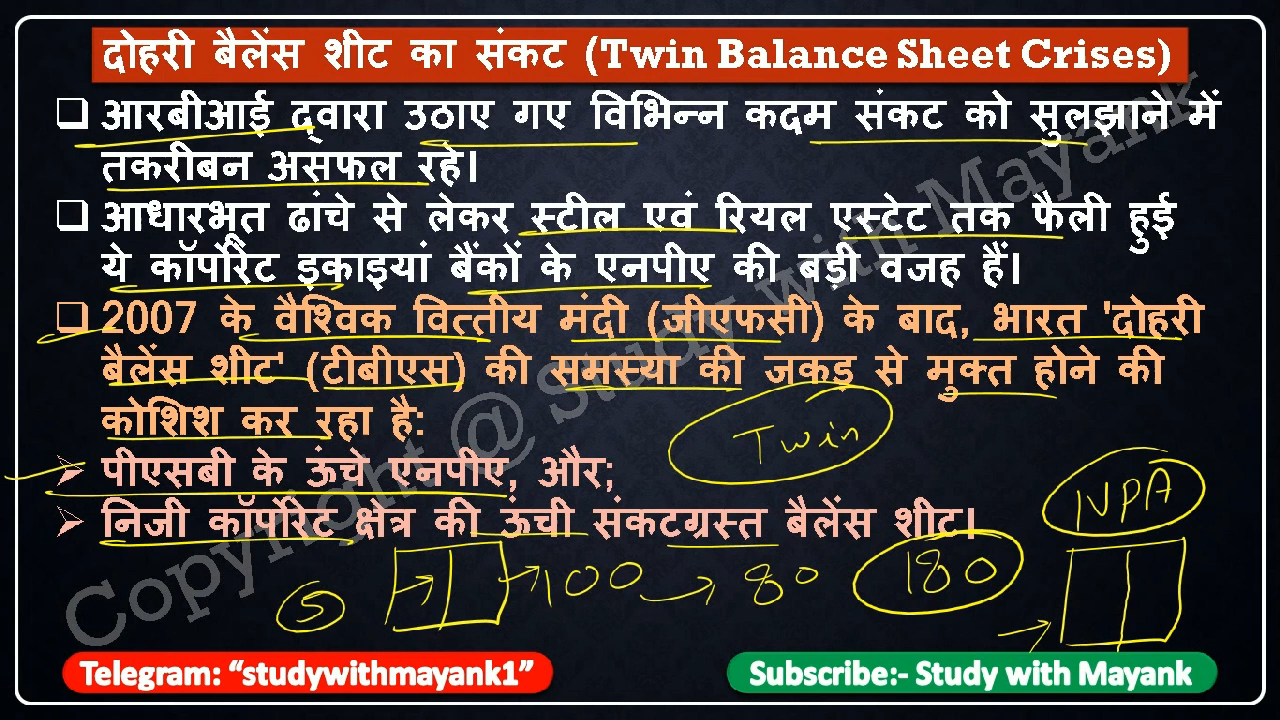 दोहरी बैलेंस शीट का संकट (Twin Balance Sheet Crises)
❑ आरबीआई द्वारा उठाए गए विभिन्न कदम संकट को सुलझाने में
तकरीबन असफल रहे।
❑ आधारभूत ढांचे से लेकर स्टील एवं रियल एस्टेट तक फैली हुई
ये कॉर्पोरेट इकाइयां बैंकों के एनपीए की बड़ी वजह हैं।
❑ 2007 के वैश्विक वित्तीय मंदी (जीएफसी) के बाद, भारत 'दोहरी
बैलेंस शीट' (टीबीएस) की समस्या की जकड़ से मुक्त होने की
कोशिश कर रहा है:
Twin
➢ पीएसबी के ऊंचे एनपीए, और;
NPA
➢ निजी कॉर्पोरेट क्षेत्र की ऊंची संकटग्रस्त बैलेंस शीट।
5 100 80 180
Copyright @ Study with Mayank
Telegram: “studywithmayank1”
Subscribe:- Study with Mayank